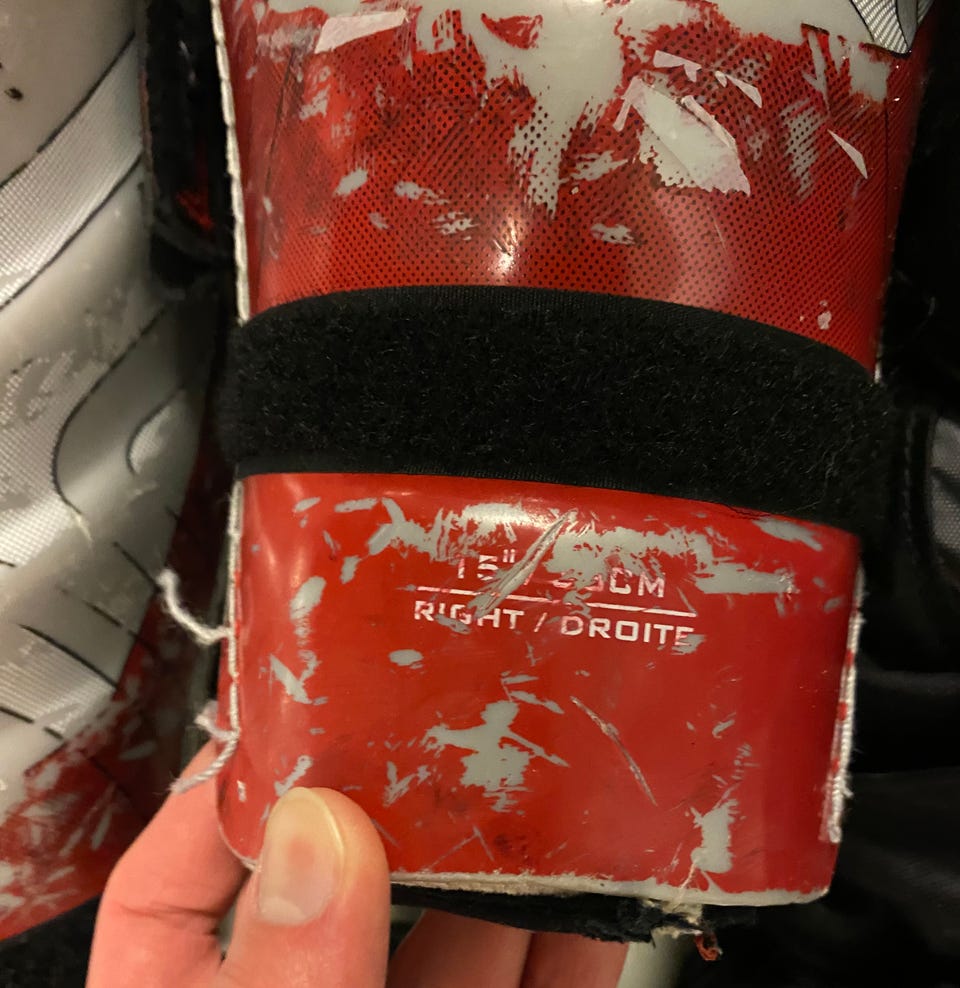 15" / CM
RIGHT / DROITE